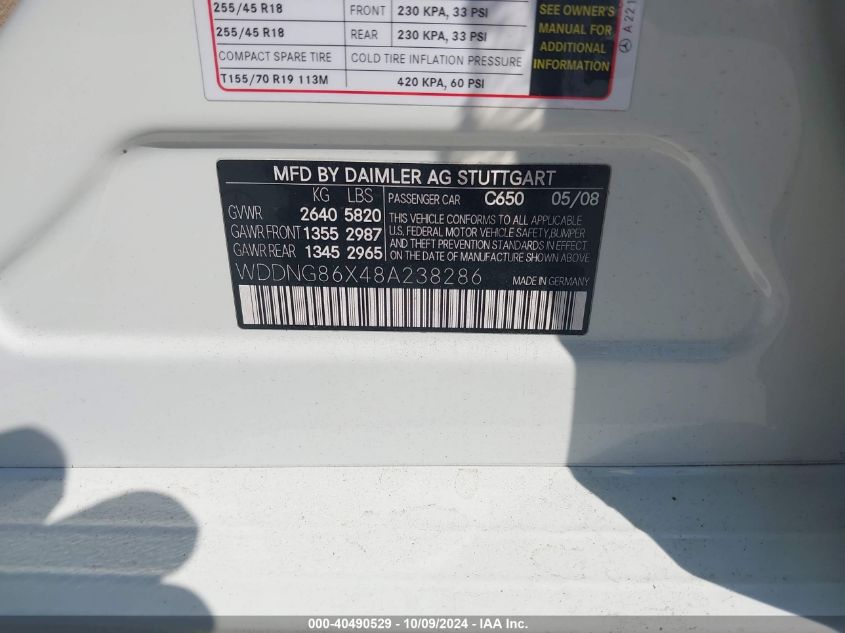 255/45 R18 FRONT 230 KPA, 33 PSI
255/45 R18 REAR 230 KPA, 33 PSI
COMPACT SPARE TIRE COLD TIRE INFLATION PRESSURE
T155/70 R19 113M 420 KPA, 60 PSI
SEE OWNER'S
MANUAL FOR
ADDITIONAL
INFORMATION
A 221
MFD BY DAIMLER AG STUTTGART
KG LBS
GVWR 2640 5820
GAWR FRONT 1355 2987
GAWR REAR 1345 2965
PASSENGER CAR C650 05/08
THIS VEHICLE CONFORMS TO ALL APPLICABLE
U.S. FEDERAL MOTOR VEHICLE SAFETY, BUMPER
AND THEFT PREVENTION STANDARDS IN EFFECT
ON THE DATE OF MANUFACTURE SHOWN ABOVE
WDDNG86X48A238286 MADE IN GERMANY
000-40490529 - 10/09/2024 - IAA Inc.